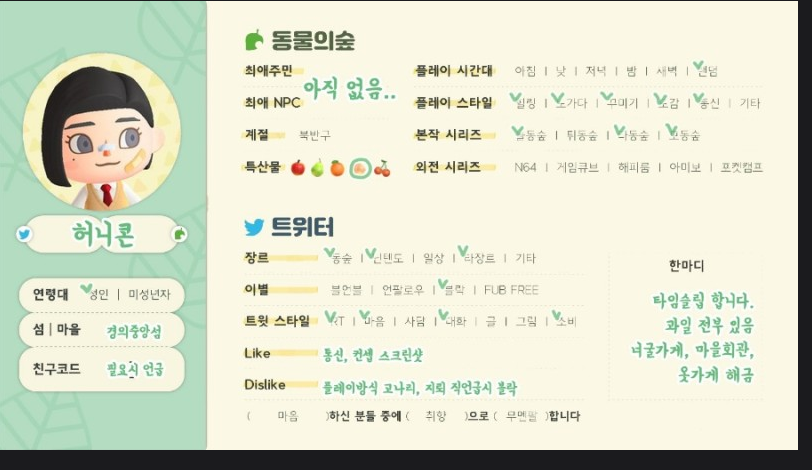 허니콘
연령대 성인 | 미성년자
섬 | 마을 경의중앙섬
친구코드 필요시 언급
동물의숲
최애주민
최애 NPC
아직 없음..
계절 북반구
특산물
플레이 시간대 아침 | 낮 | 저녁 | 밤 | 새벽 | 랜덤
플레이 스타일 힐링 | 노가다 | 꾸미기 | 도감 | 통신 | 기타
본작 시리즈 놀동숲 | 튀동숲 | 타동숲 | 모동숲
외전 시리즈 N64 | 게임큐브 | 해피홈 | 아미보 | 포켓캠프
트위터
장르 동숲 | 닌텐도 | 일상 | 타장르 | 기타
이별 블언블 | 언팔로우 | 블락 | FUB FREE
트윗 스타일 RT | 마음 | 사담 | 대화 | 글 | 그림 | 소비
Like 통신, 컨셉 스크린샷
Dislike 플레이방식 고나리, 지뢰 직언급시 블락
( 마음 )하신 분들 중에 ( 취향 )으로 ( 무멘팔 )합니다
한마디
타임슬립 합니다.
과일 전부 있음
너굴가게, 마을회관,
옷가게 해금